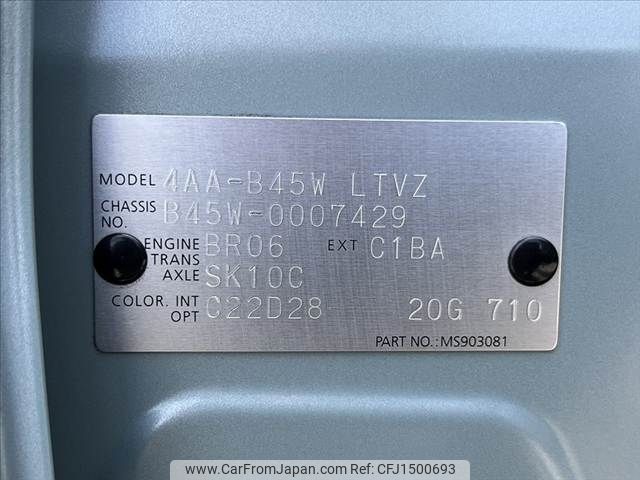 MODEL 4AA-B45W LTVZ
CHASSIS NO. B45W-0007429
ENGINE BR06 EXT C1BA
TRANS AXLE SK10C
COLOR. INT OPT C22D28 20G 710
PART NO.:MS903081
www.CarFromJapan.com - Ref No: CFJ1500693